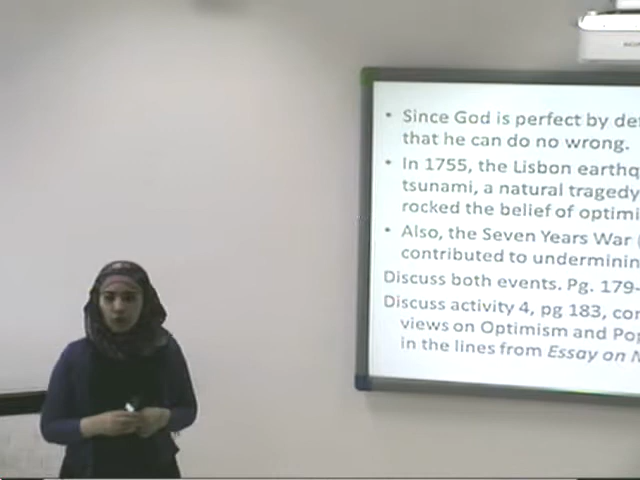 • Since God is perfect by de
that he can do no wrong.
• In 1755, the Lisbon earthq
tsunami, a natural tragedy
rocked the belief of optimi
• Also, the Seven Years War (
contributed to underminin
Discuss both events. Pg. 179-
Discuss activity 4, pg 183, con
views on Optimism and Pop
in the lines from Essay on M